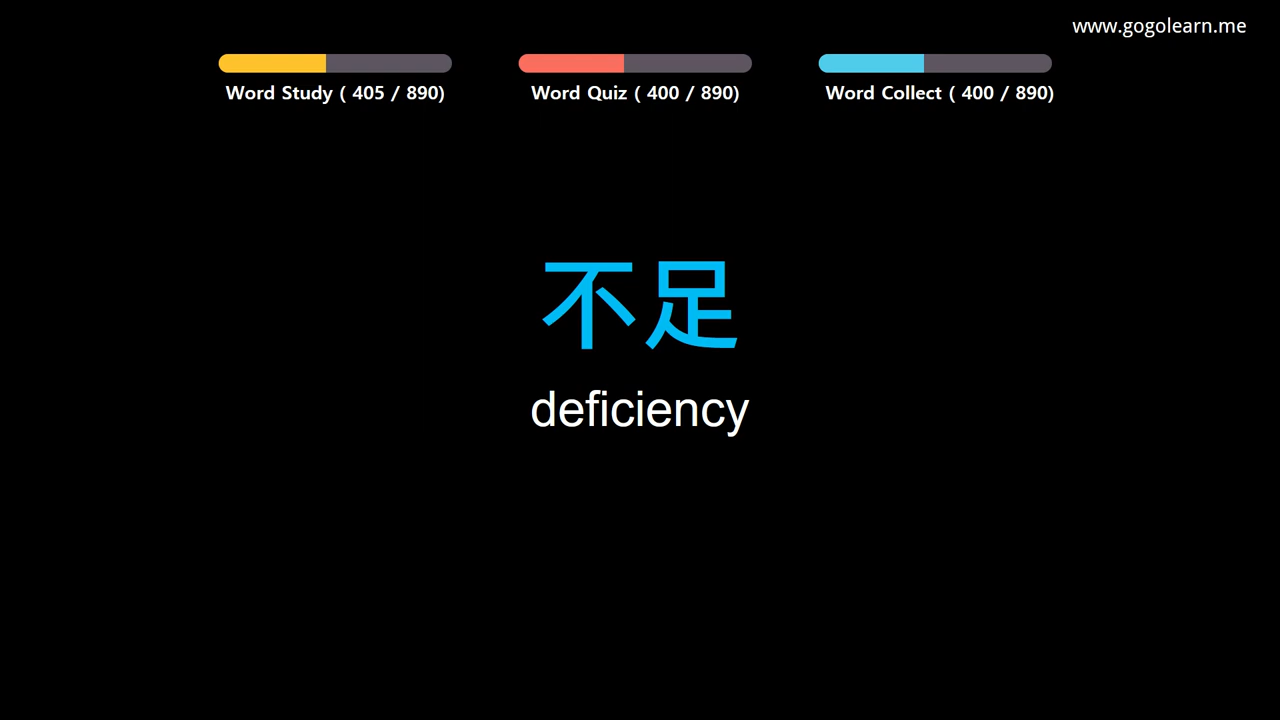 www.gogolearn.me
Word Study ( 405 / 890)
Word Quiz ( 400 / 890)
Word Collect ( 400 / 890)
不足
deficiency